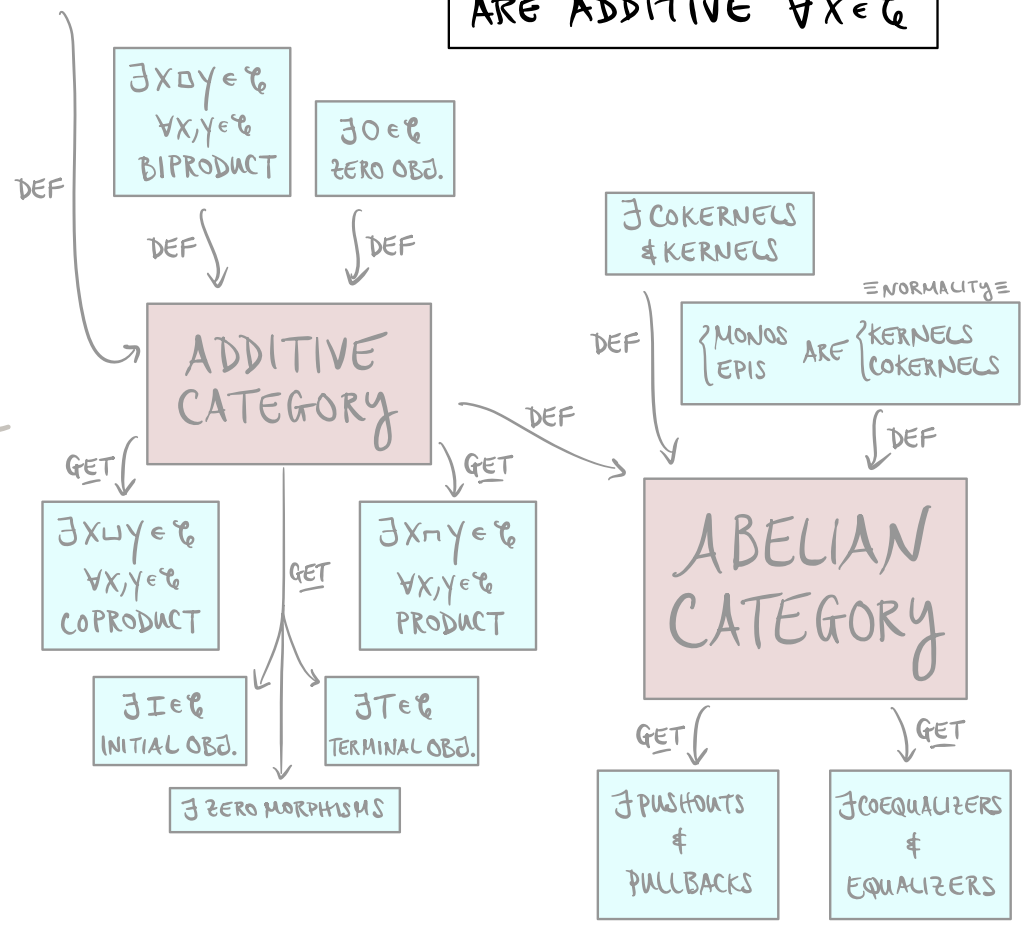 ARE ADDITIVE ∀X∈𝒞
∃X□Y∈𝒞
∀X,Y∈𝒞
BIPRODUCT
∃O∈𝒞
ZERO OBJ.
DEF
DEF
DEF
∃ COKERNELS
& KERNELS
≡NORMALITY≡
{MONOS
EPIS
ARE
{KERNELS
COKERNELS
DEF
DEF
ADDITIVE
CATEGORY
DEF
GET
GET
∃X⊔Y∈𝒞
∀X,Y∈𝒞
COPRODUCT
GET
∃X⊓Y∈𝒞
∀X,Y∈𝒞
PRODUCT
ABELIAN
CATEGORY
∃I∈𝒞
INITIAL OBJ.
∃T∈𝒞
TERMINAL OBJ.
∃ ZERO MORPHISMS
GET
GET
∃ PUSHOUTS
&
PULLBACKS
∃COEQUALIZERS
&
EQUALIZERS